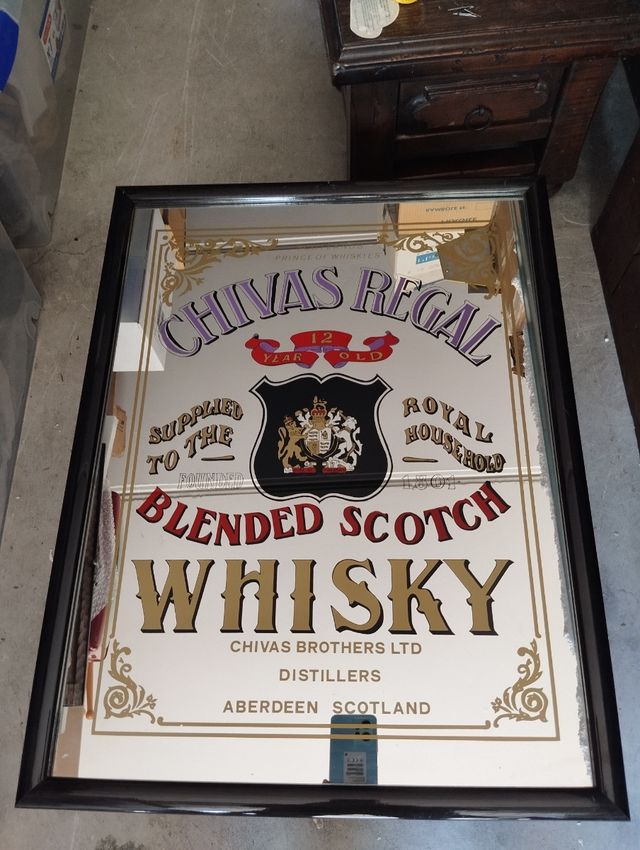 PRINCE OF WHISKIES
CHIVAS REGAL
12
YEAR OLD
SUPPLIED
TO THE
ROYAL
HOUSEHOLD
FOUNDED 1801
BLENDED SCOTCH
WHISKY
CHIVAS BROTHERS LTD
DISTILLERS
ABERDEEN SCOTLAND